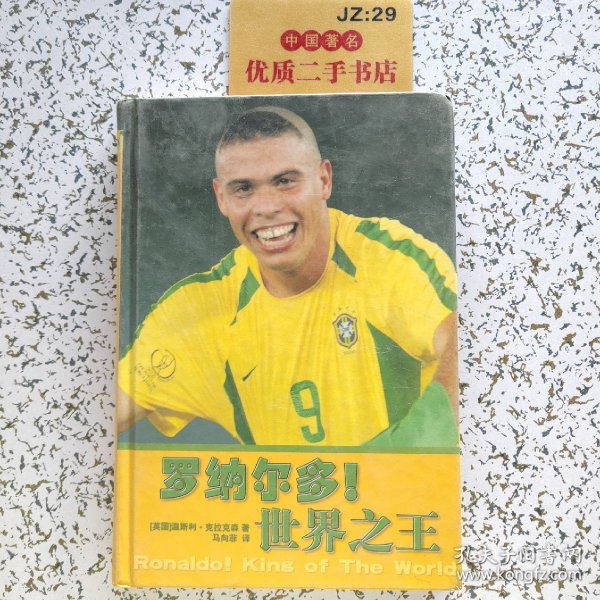 JZ:29
中国著名
优质二手书店
9
罗纳尔多!
[英国]温斯利·克拉克森 著
马向菲 译
世界之王
Ronaldo! King of The World
孔夫子旧书网
www.kongfz.com